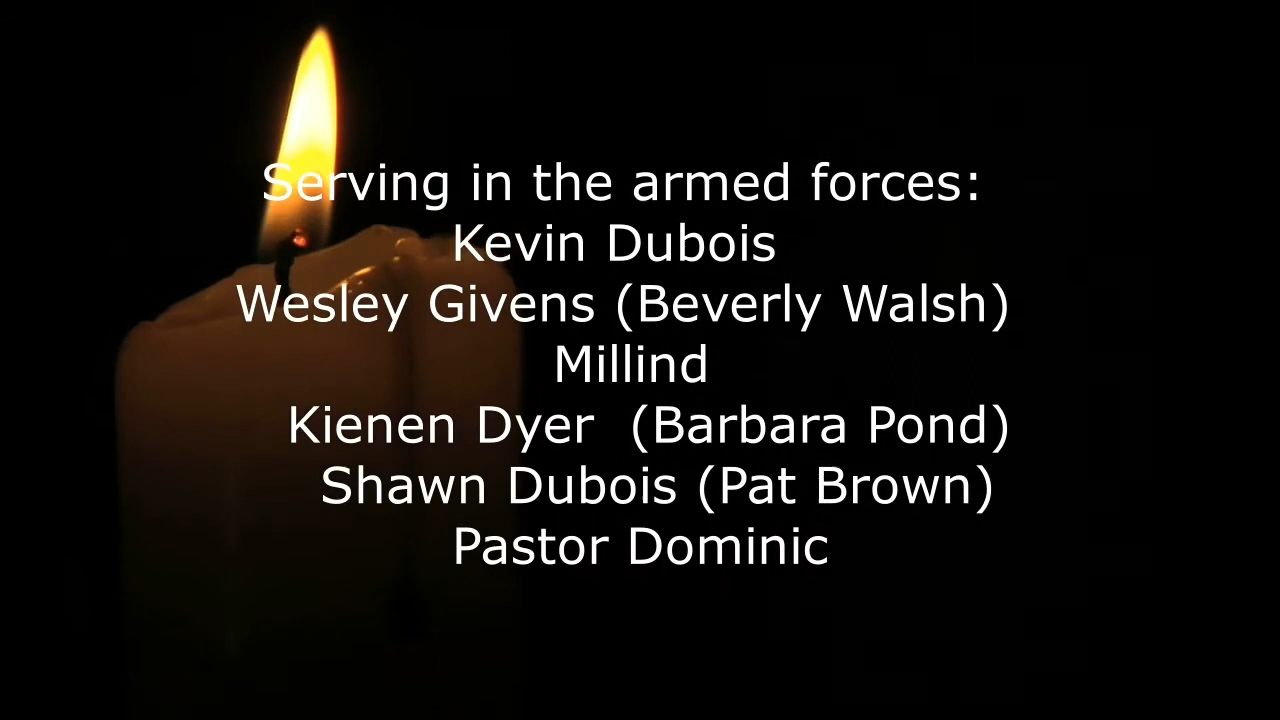 Serving in the armed forces:
Kevin Dubois
Wesley Givens (Beverly Walsh)
Millind
Kienen Dyer  (Barbara Pond)
Shawn Dubois (Pat Brown)
Pastor Dominic